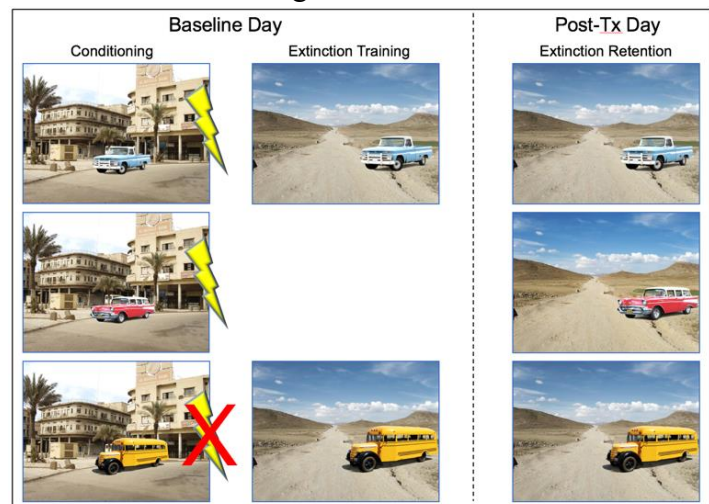 Baseline Day
Post-Tx Day
Conditioning
Extinction Training
Extinction Retention